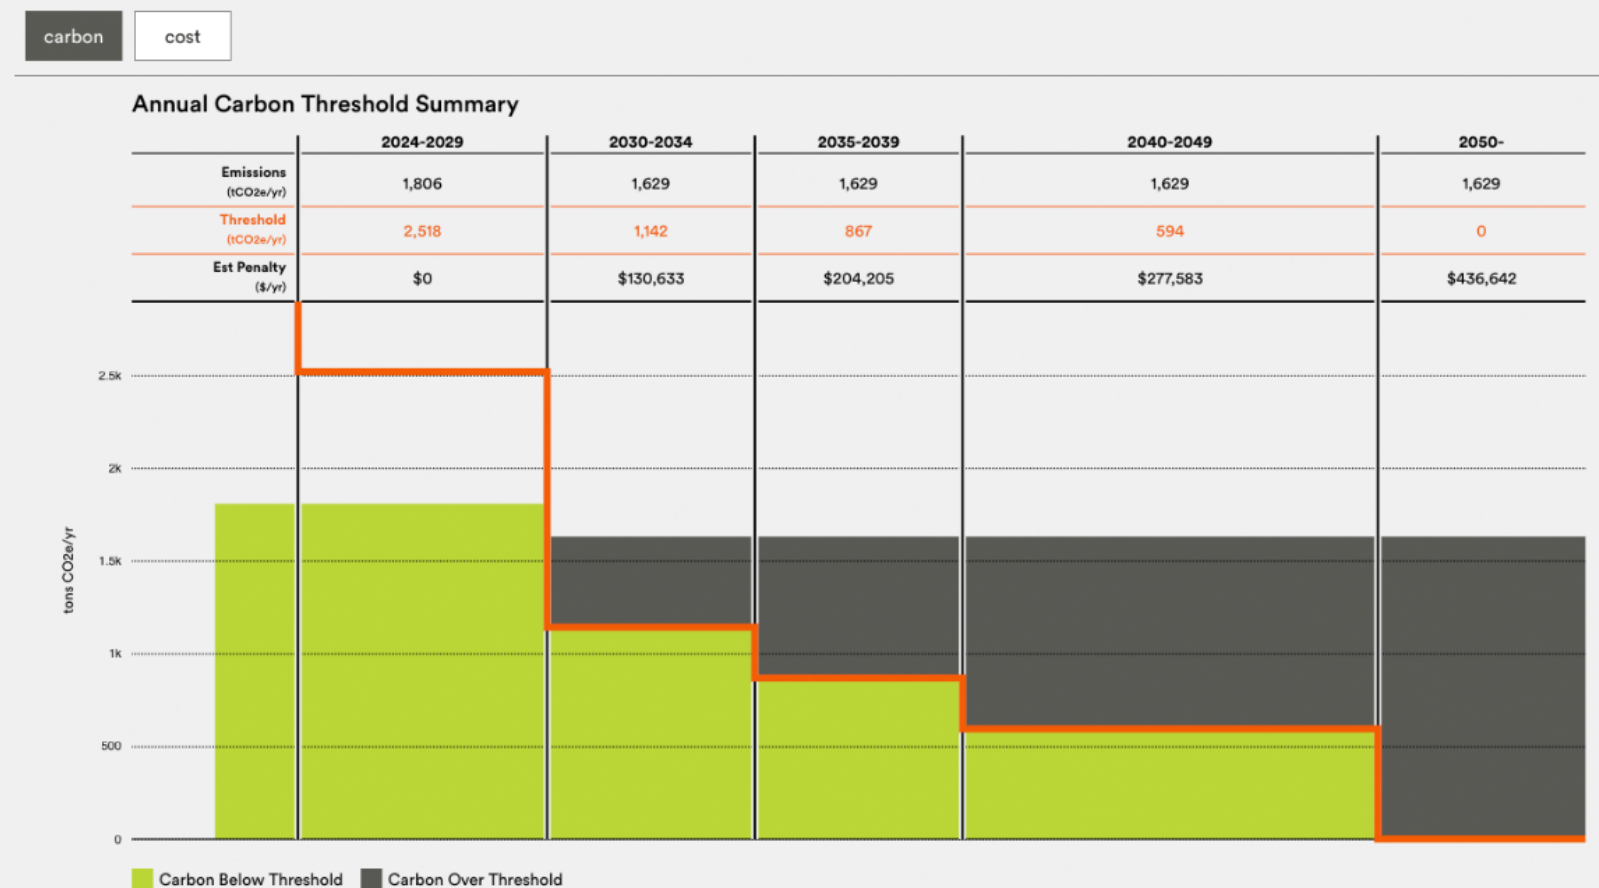 carbon cost
Annual Carbon Threshold Summary
2024-2029 2030-2034 2035-2039 2040-2049 2050-
Emissions
(tCO2e/yr)
1,806 1,629 1,629 1,629 1,629
Threshold
(tCO2e/yr)
2,518 1,142 867 594 0
Est Penalty
($/yr)
$0 $130,633 $204,205 $277,583 $436,642
2.5k
2k
1.5k
1k
500
0
tons CO2e/yr
Carbon Below Threshold Carbon Over Threshold